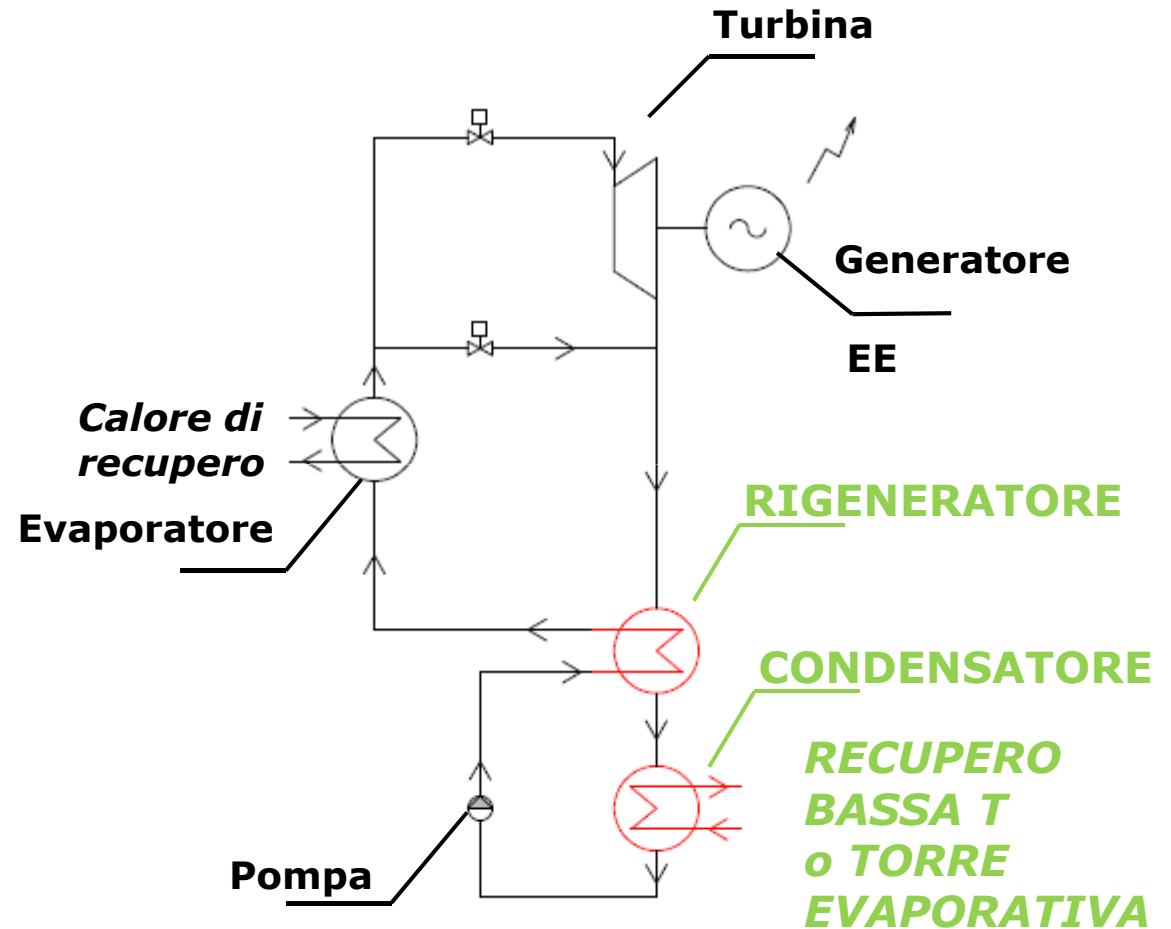 Turbina
Generatore
EE
Calore di
recupero
Evaporatore
RIGENERATORE
CONDENSATORE
RECUPERO
BASSA T
o TORRE
EVAPORATIVA
Pompa